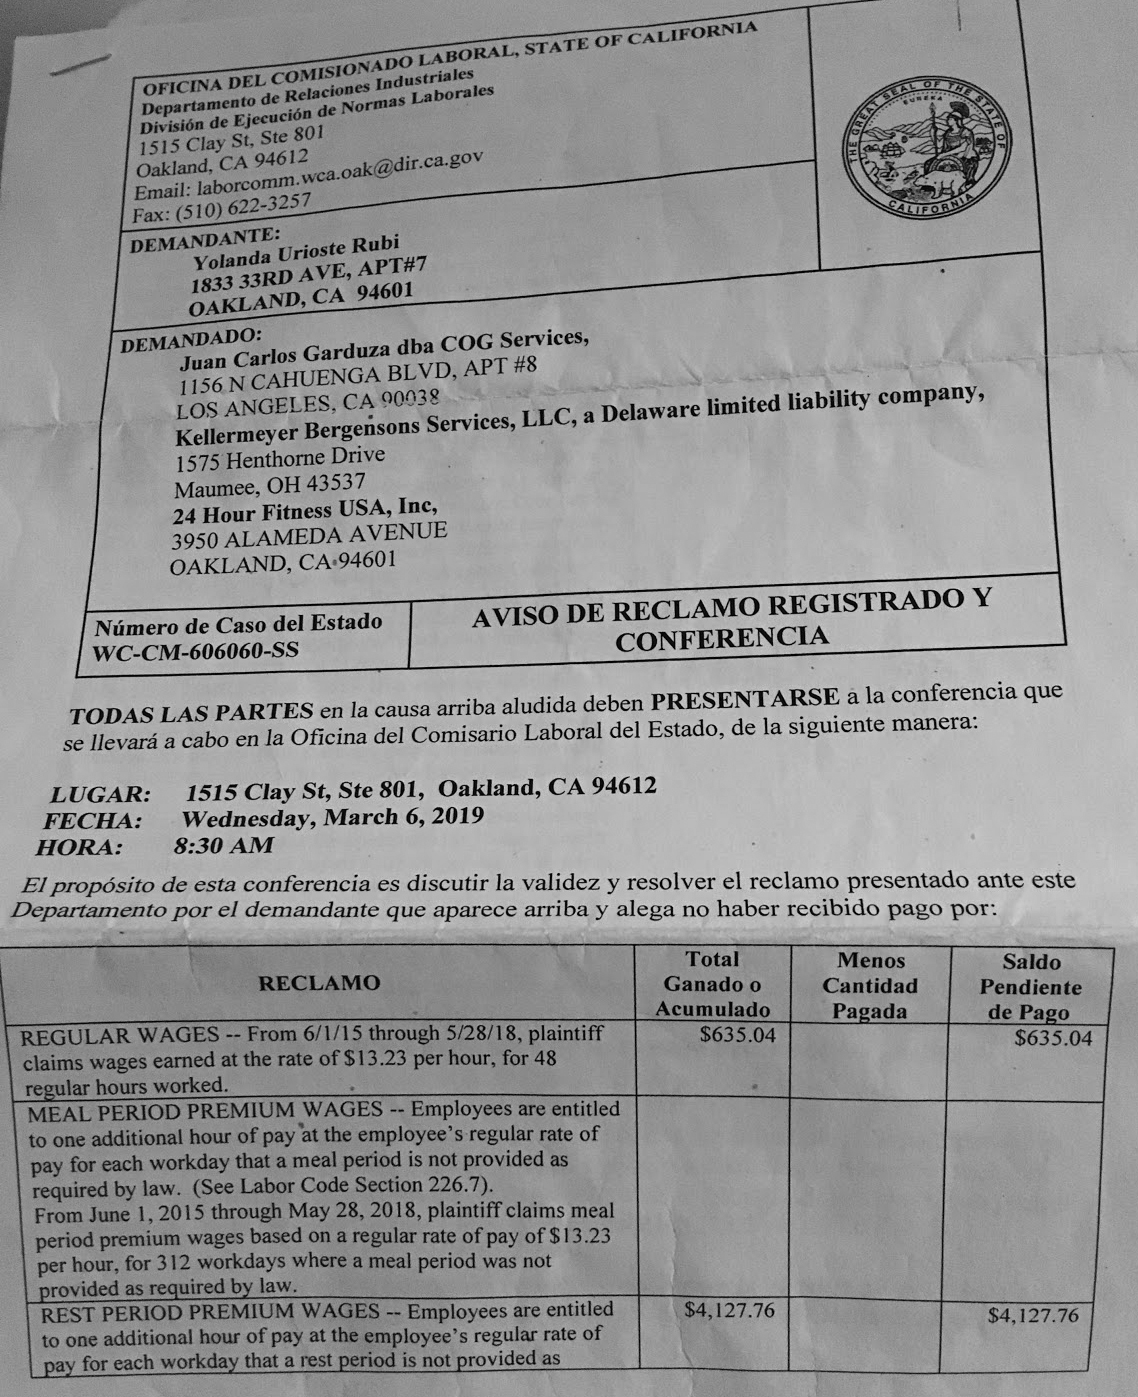 OFICINA DEL COMISIONADO LABORAL, STATE OF CALIFORNIA
Departamento de Relaciones Industriales
División de Ejecución de Normas Laborales
1515 Clay St, Ste 801
Oakland, CA 94612
Email: laborcomm.wca.oak@dir.ca.gov
Fax: (510) 622-3257
THE GREAT SEAL OF THE STATE OF CALIFORNIA
EUREKA
DEMANDANTE:
Yolanda Urioste Rubi
1833 33RD AVE, APT#7
OAKLAND, CA 94601
DEMANDADO:
Juan Carlos Garduza dba COG Services,
1156 N CAHUENGA BLVD, APT #8
LOS ANGELES, CA 90038
Kellermeyer Bergensons Services, LLC, a Delaware limited liability company,
1575 Henthorne Drive
Maumee, OH 43537
24 Hour Fitness USA, Inc,
3950 ALAMEDA AVENUE
OAKLAND, CA 94601
Número de Caso del Estado
WC-CM-606060-SS
AVISO DE RECLAMO REGISTRADO Y
CONFERENCIA
TODAS LAS PARTES en la causa arriba aludida deben PRESENTARSE a la conferencia que
se llevará a cabo en la Oficina del Comisario Laboral del Estado, de la siguiente manera:
LUGAR: 1515 Clay St, Ste 801, Oakland, CA 94612
FECHA: Wednesday, March 6, 2019
HORA: 8:30 AM
El propósito de esta conferencia es discutir la validez y resolver el reclamo presentado ante este
Departamento por el demandante que aparece arriba y alega no haber recibido pago por:
RECLAMO
Total
Ganado o
Acumulado
Menos
Cantidad
Pagada
Saldo
Pendiente
de Pago
REGULAR WAGES -- From 6/1/15 through 5/28/18, plaintiff
claims wages earned at the rate of $13.23 per hour, for 48
regular hours worked.
$635.04
$635.04
MEAL PERIOD PREMIUM WAGES -- Employees are entitled
to one additional hour of pay at the employee's regular rate of
pay for each workday that a meal period is not provided as
required by law. (See Labor Code Section 226.7).
From June 1, 2015 through May 28, 2018, plaintiff claims meal
period premium wages based on a regular rate of pay of $13.23
per hour, for 312 workdays where a meal period was not
provided as required by law.
REST PERIOD PREMIUM WAGES -- Employees are entitled
to one additional hour of pay at the employee's regular rate of
pay for each workday that a rest period is not provided as
$4,127.76
$4,127.76